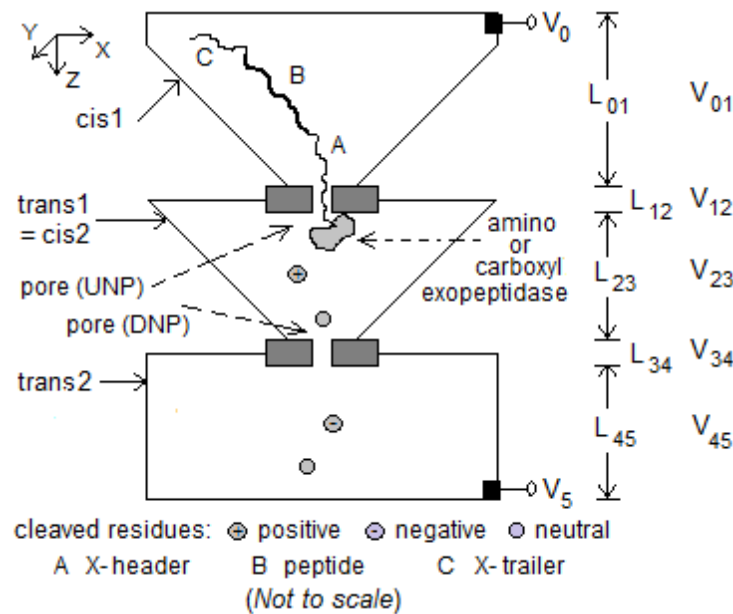 Y
X
Z
C
B
A
cis1
V0
L01
V01
trans1
= cis2
L12
V12
pore (UNP)
amino
or
carboxyl
exopeptidase
L23
V23
pore (DNP)
L34
V34
trans2
L45
V45
V5
cleaved residues: + positive - negative neutral
A X-header B peptide C X-trailer
(Not to scale)